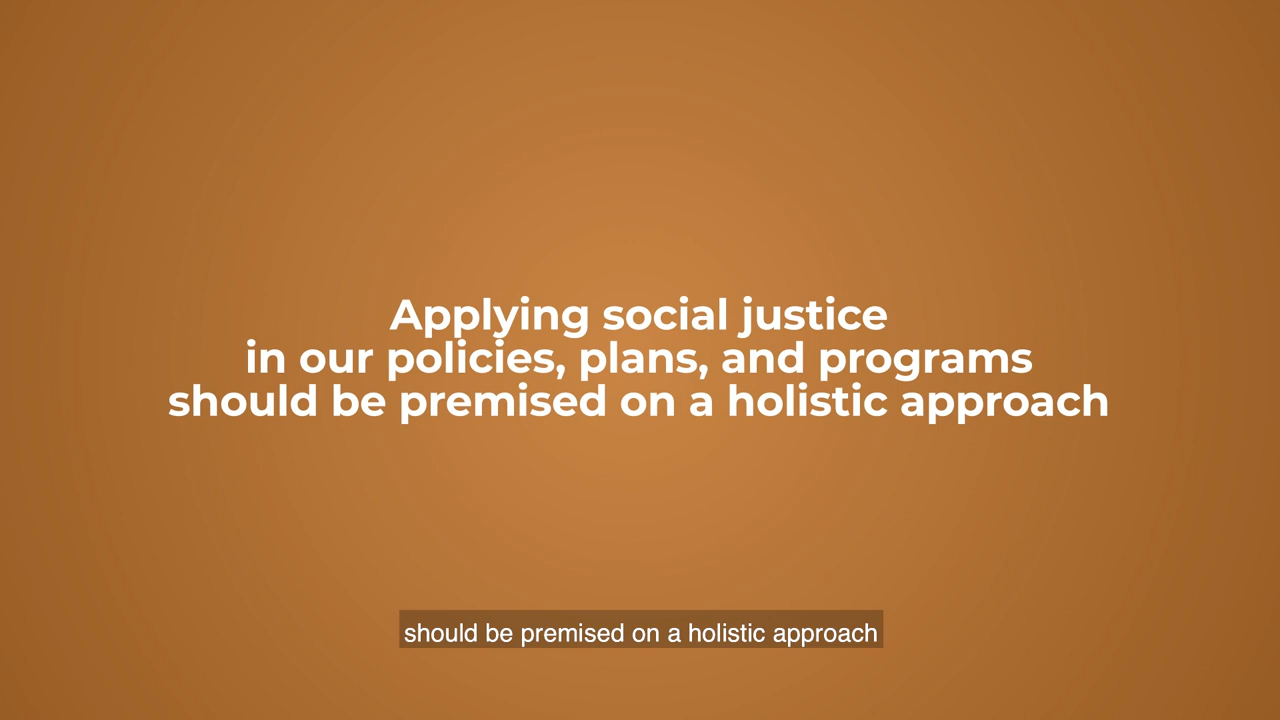 Applying social justice
in our policies, plans, and programs
should be premised on a holistic approach
should be premised on a holistic approach